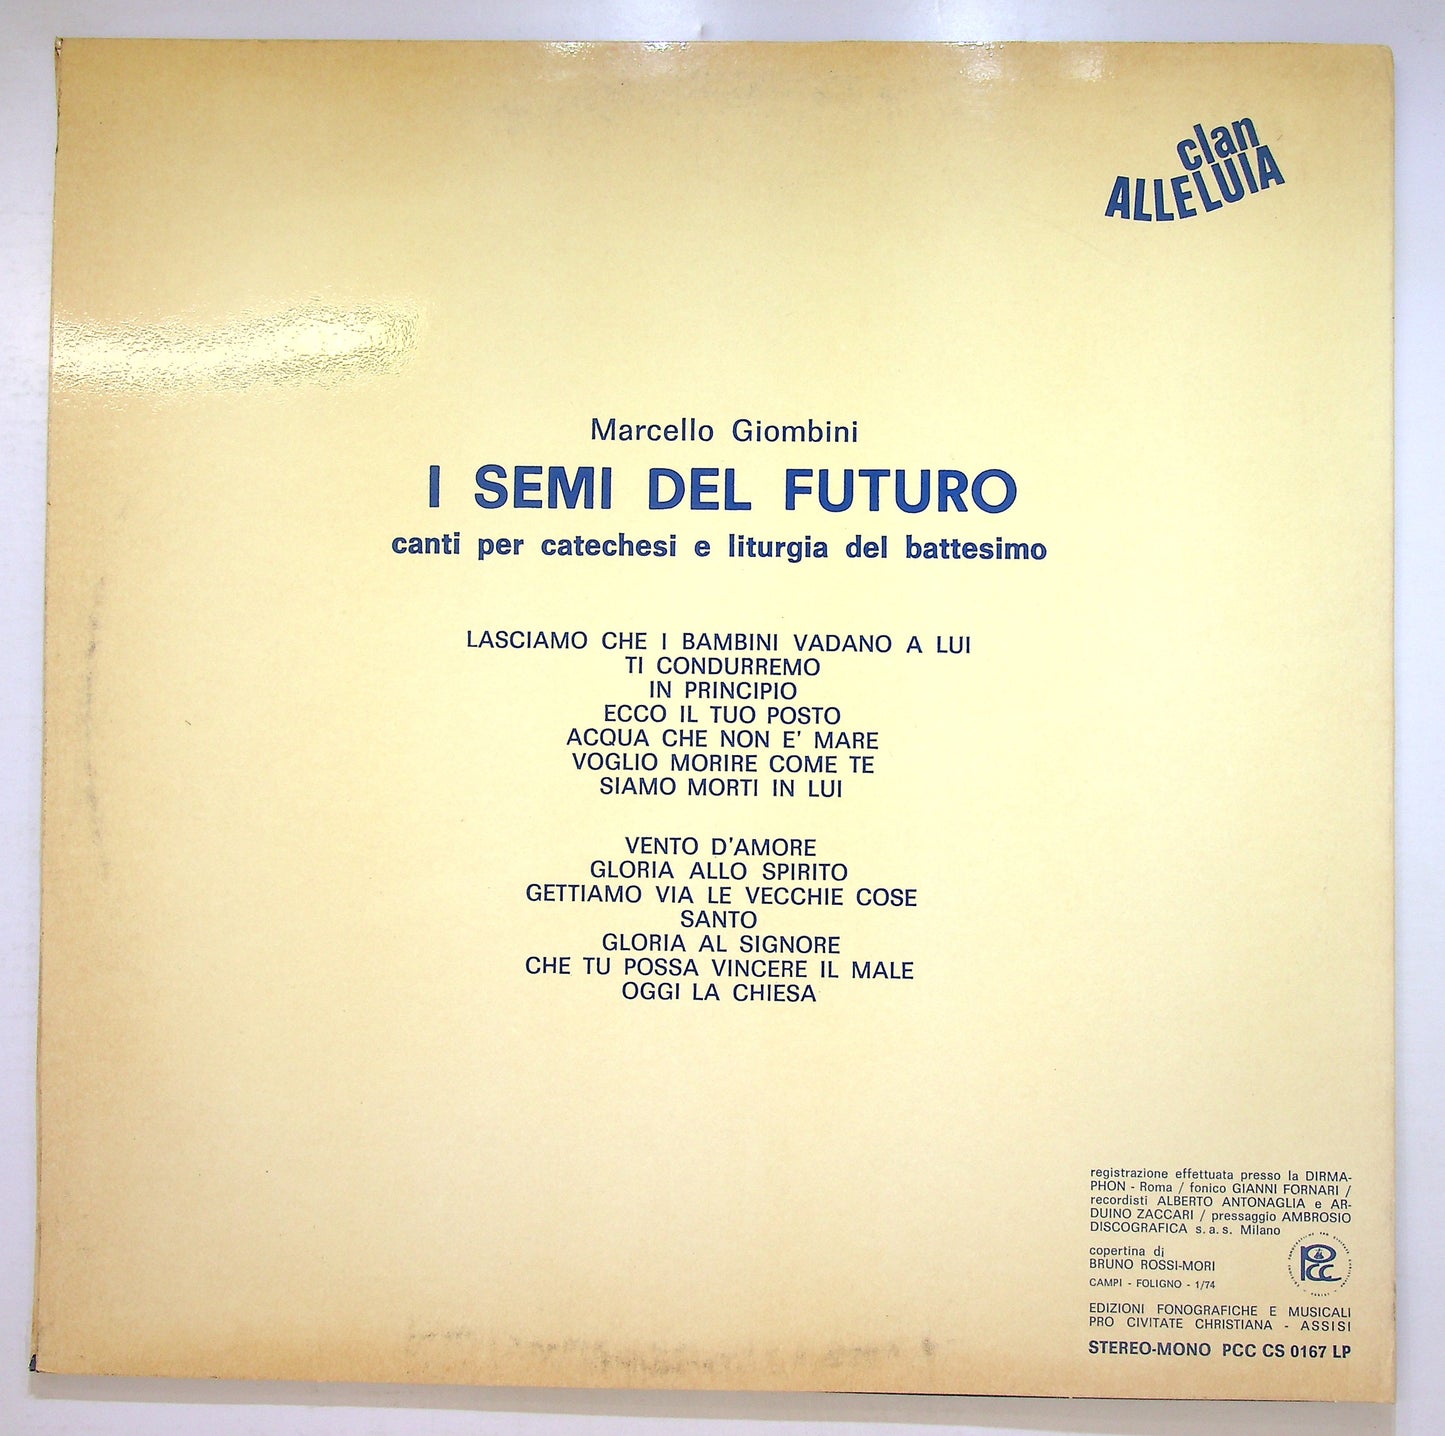 clan
ALLELUIA
Marcello Giombini
I SEMI DEL FUTURO
canti per catechesi e liturgia del battesimo
LASCIAMO CHE I BAMBINI VADANO A LUI
TI CONDURREMO
IN PRINCIPIO
ECCO IL TUO POSTO
ACQUA CHE NON E' MARE
VOGLIO MORIRE COME TE
SIAMO MORTI IN LUI
VENTO D'AMORE
GLORIA ALLO SPIRITO
GETTIAMO VIA LE VECCHIE COSE
SANTO
GLORIA AL SIGNORE
CHE TU POSSA VINCERE IL MALE
OGGI LA CHIESA
registrazione effettuata presso la DIRMA-
PHON - Roma / fonico GIANNI FORNARI /
recordisti ALBERTO ANTONAGLIA e AR-
DUINO ZACCARI / pressaggio AMBROSIO
DISCOGRAFICA s.a.s. Milano
copertina di
BRUNO ROSSI-MORI
CAMPI - FOLIGNO - 1/74
PCC
EDIZIONI FONOGRAFICHE E MUSICALI
PRO CIVITATE CHRISTIANA - ASSISI
STEREO-MONO PCC CS 0167 LP